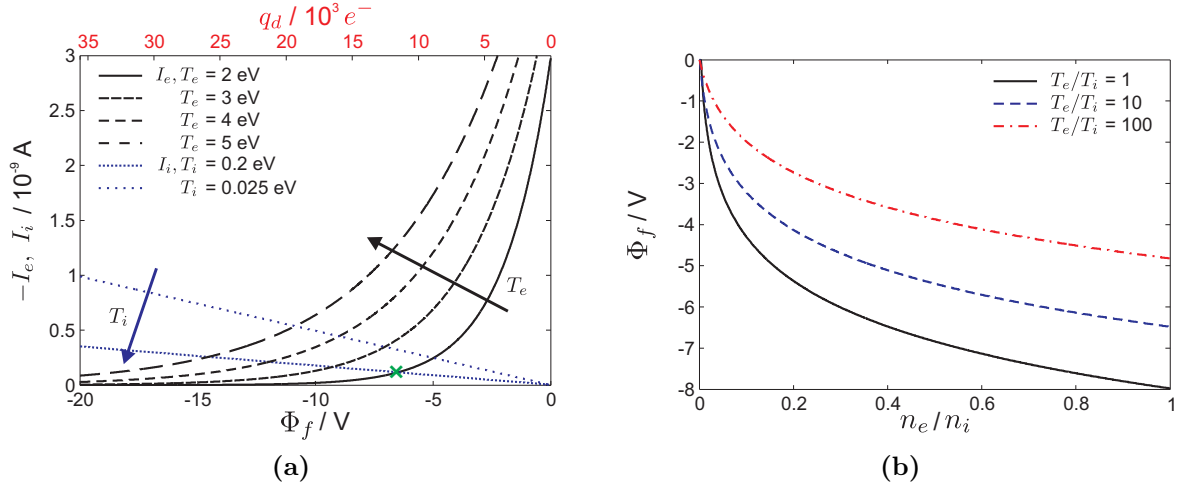 q_d / 10^3 e^-
35 30 25 20 15 10 5 0
3
2.5
2
1.5
1
0.5
0
−I_e, I_i / 10^-9 A
I_e, T_e = 2 eV
T_e = 3 eV
T_e = 4 eV
T_e = 5 eV
I_i, T_i = 0.2 eV
T_i = 0.025 eV
T_e
T_i
-20 -15 -10 -5 0
Φ_f / V
(a)
0
-1
-2
-3
-4
-5
-6
-7
-8
Φ_f / V
T_e/T_i = 1
T_e/T_i = 10
T_e/T_i = 100
0 0.2 0.4 0.6 0.8 1
n_e/n_i
(b)